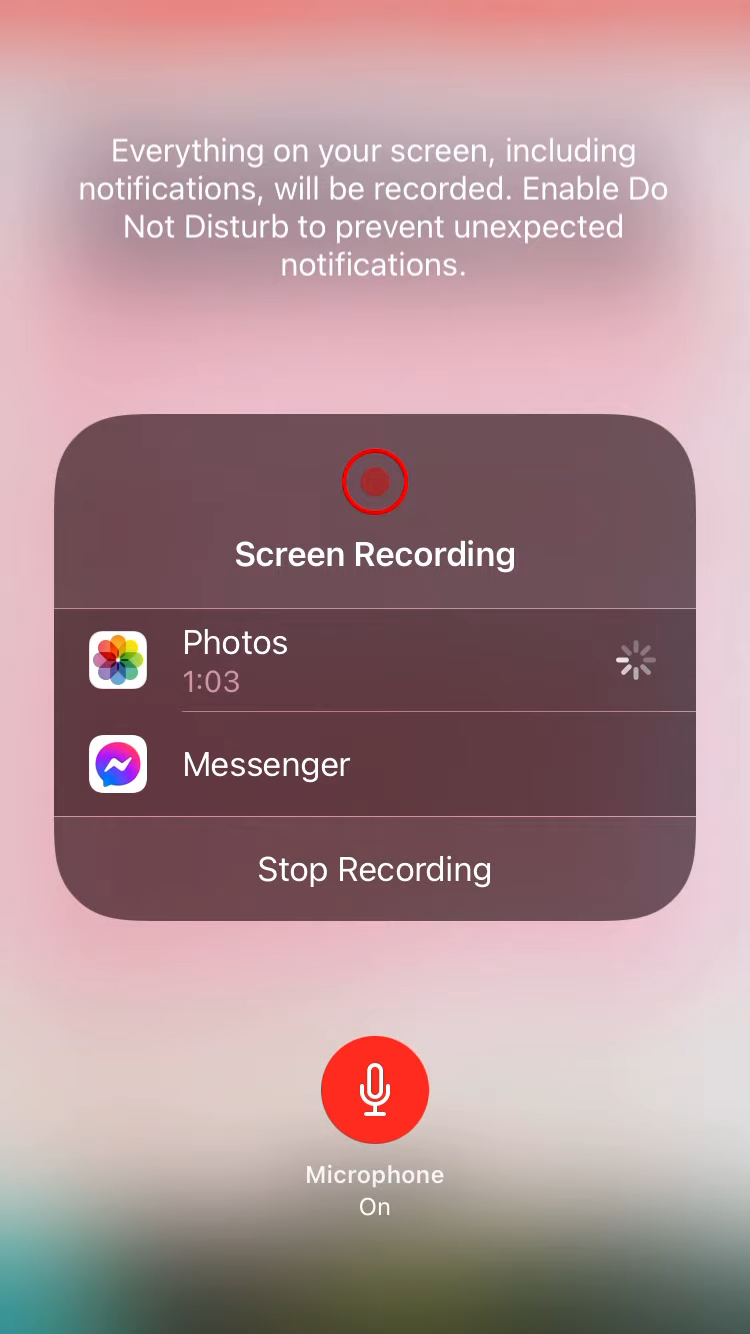 Everything on your screen, including
notifications, will be recorded. Enable Do
Not Disturb to prevent unexpected
notifications.
Screen Recording
Photos
1:03
Messenger
Stop Recording
Microphone
On